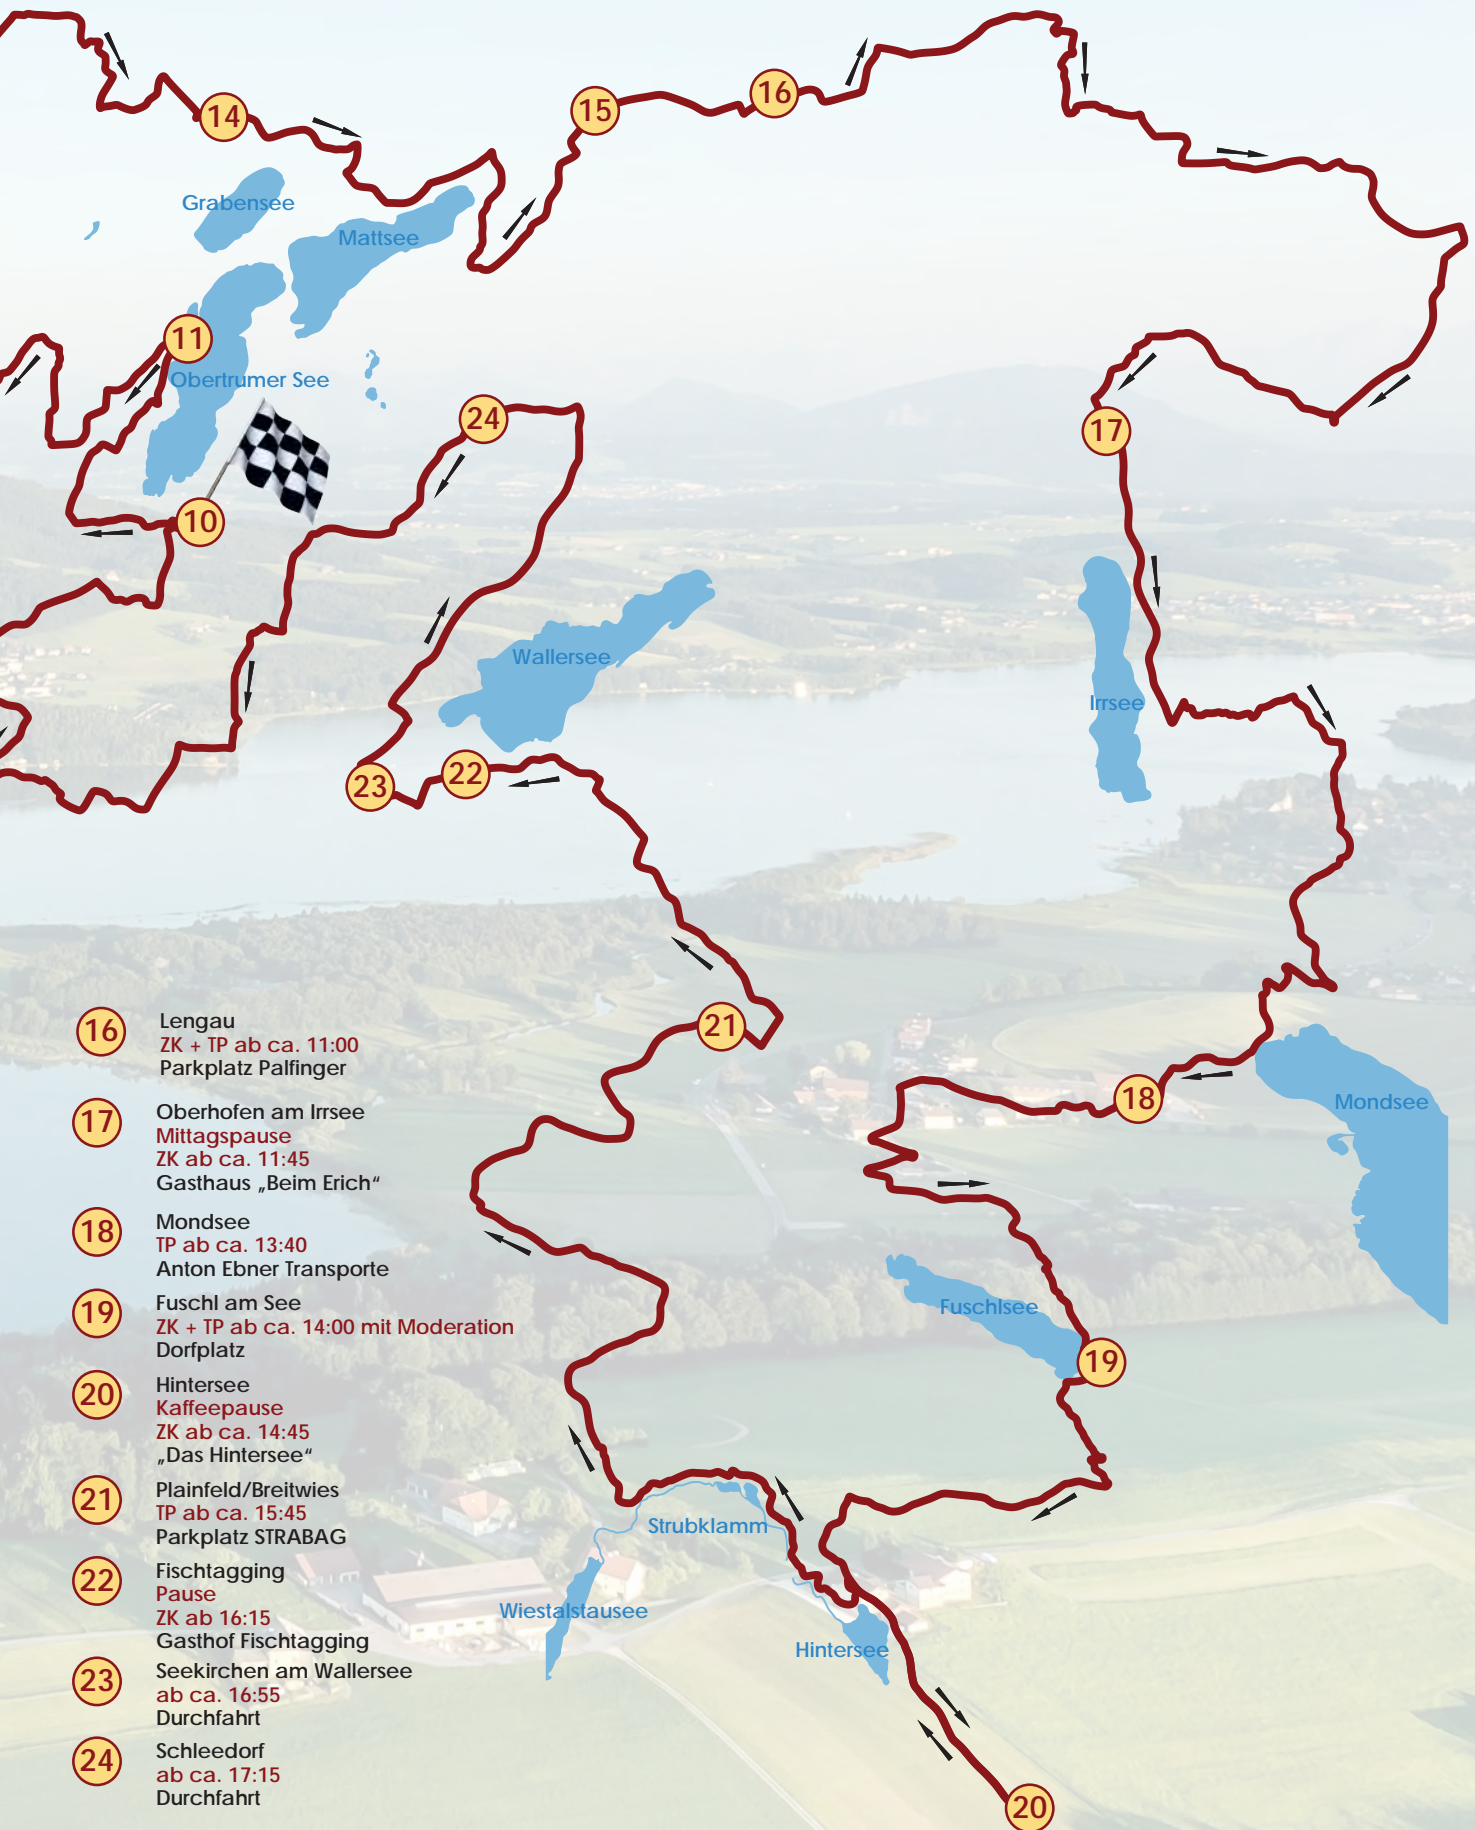 14
15
16
Grabensee
Mattsee
11
Obertrumer See
24
17
10
Wallersee
Irrsee
22
23
21
18
Mondsee
Fuschlsee
19
Strubklamm
Wiestalstausee
Hintersee
20
16
Lengau
ZK + TP ab ca. 11:00
Parkplatz Palfinger
17
Oberhofen am Irrsee
Mittagspause
ZK ab ca. 11:45
Gasthaus „Beim Erich“
18
Mondsee
TP ab ca. 13:40
Anton Ebner Transporte
19
Fuschl am See
ZK + TP ab ca. 14:00 mit Moderation
Dorfplatz
20
Hintersee
Kaffeepause
ZK ab ca. 14:45
„Das Hintersee“
21
Plainfeld/Breitwies
TP ab ca. 15:45
Parkplatz STRABAG
22
Fischtagging
Pause
ZK ab 16:15
Gasthof Fischtagging
23
Seekirchen am Wallersee
ab ca. 16:55
Durchfahrt
24
Schleedorf
ab ca. 17:15
Durchfahrt